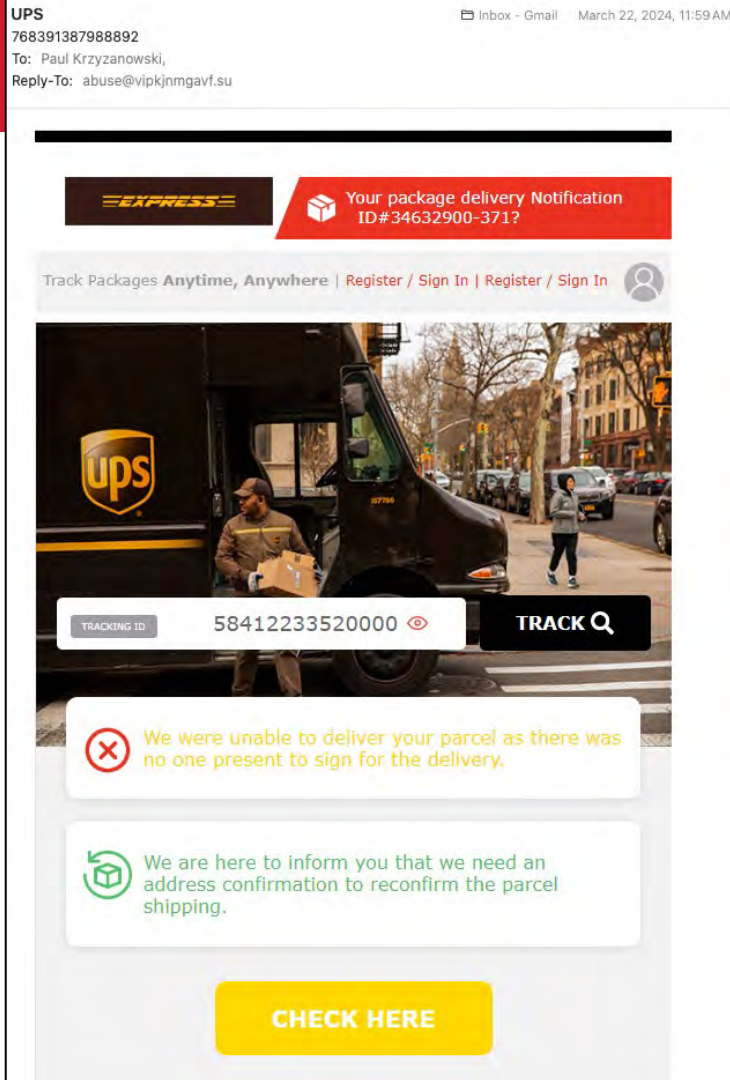 UPS
Inbox - Gmail March 22, 2024, 11:59 AM
768391387988892
To: Paul Krzyzanowski,
Reply-To: abuse@vipkjnmgavf.su
EXPRESS
Your package delivery Notification
ID#34632900-371?
Track Packages Anytime, Anywhere | Register / Sign In | Register / Sign In
ups
TRACKING ID 58412233520000 TRACK
We were unable to deliver your parcel as there was
no one present to sign for the delivery.
We are here to inform you that we need an
address confirmation to reconfirm the parcel
shipping.
CHECK HERE